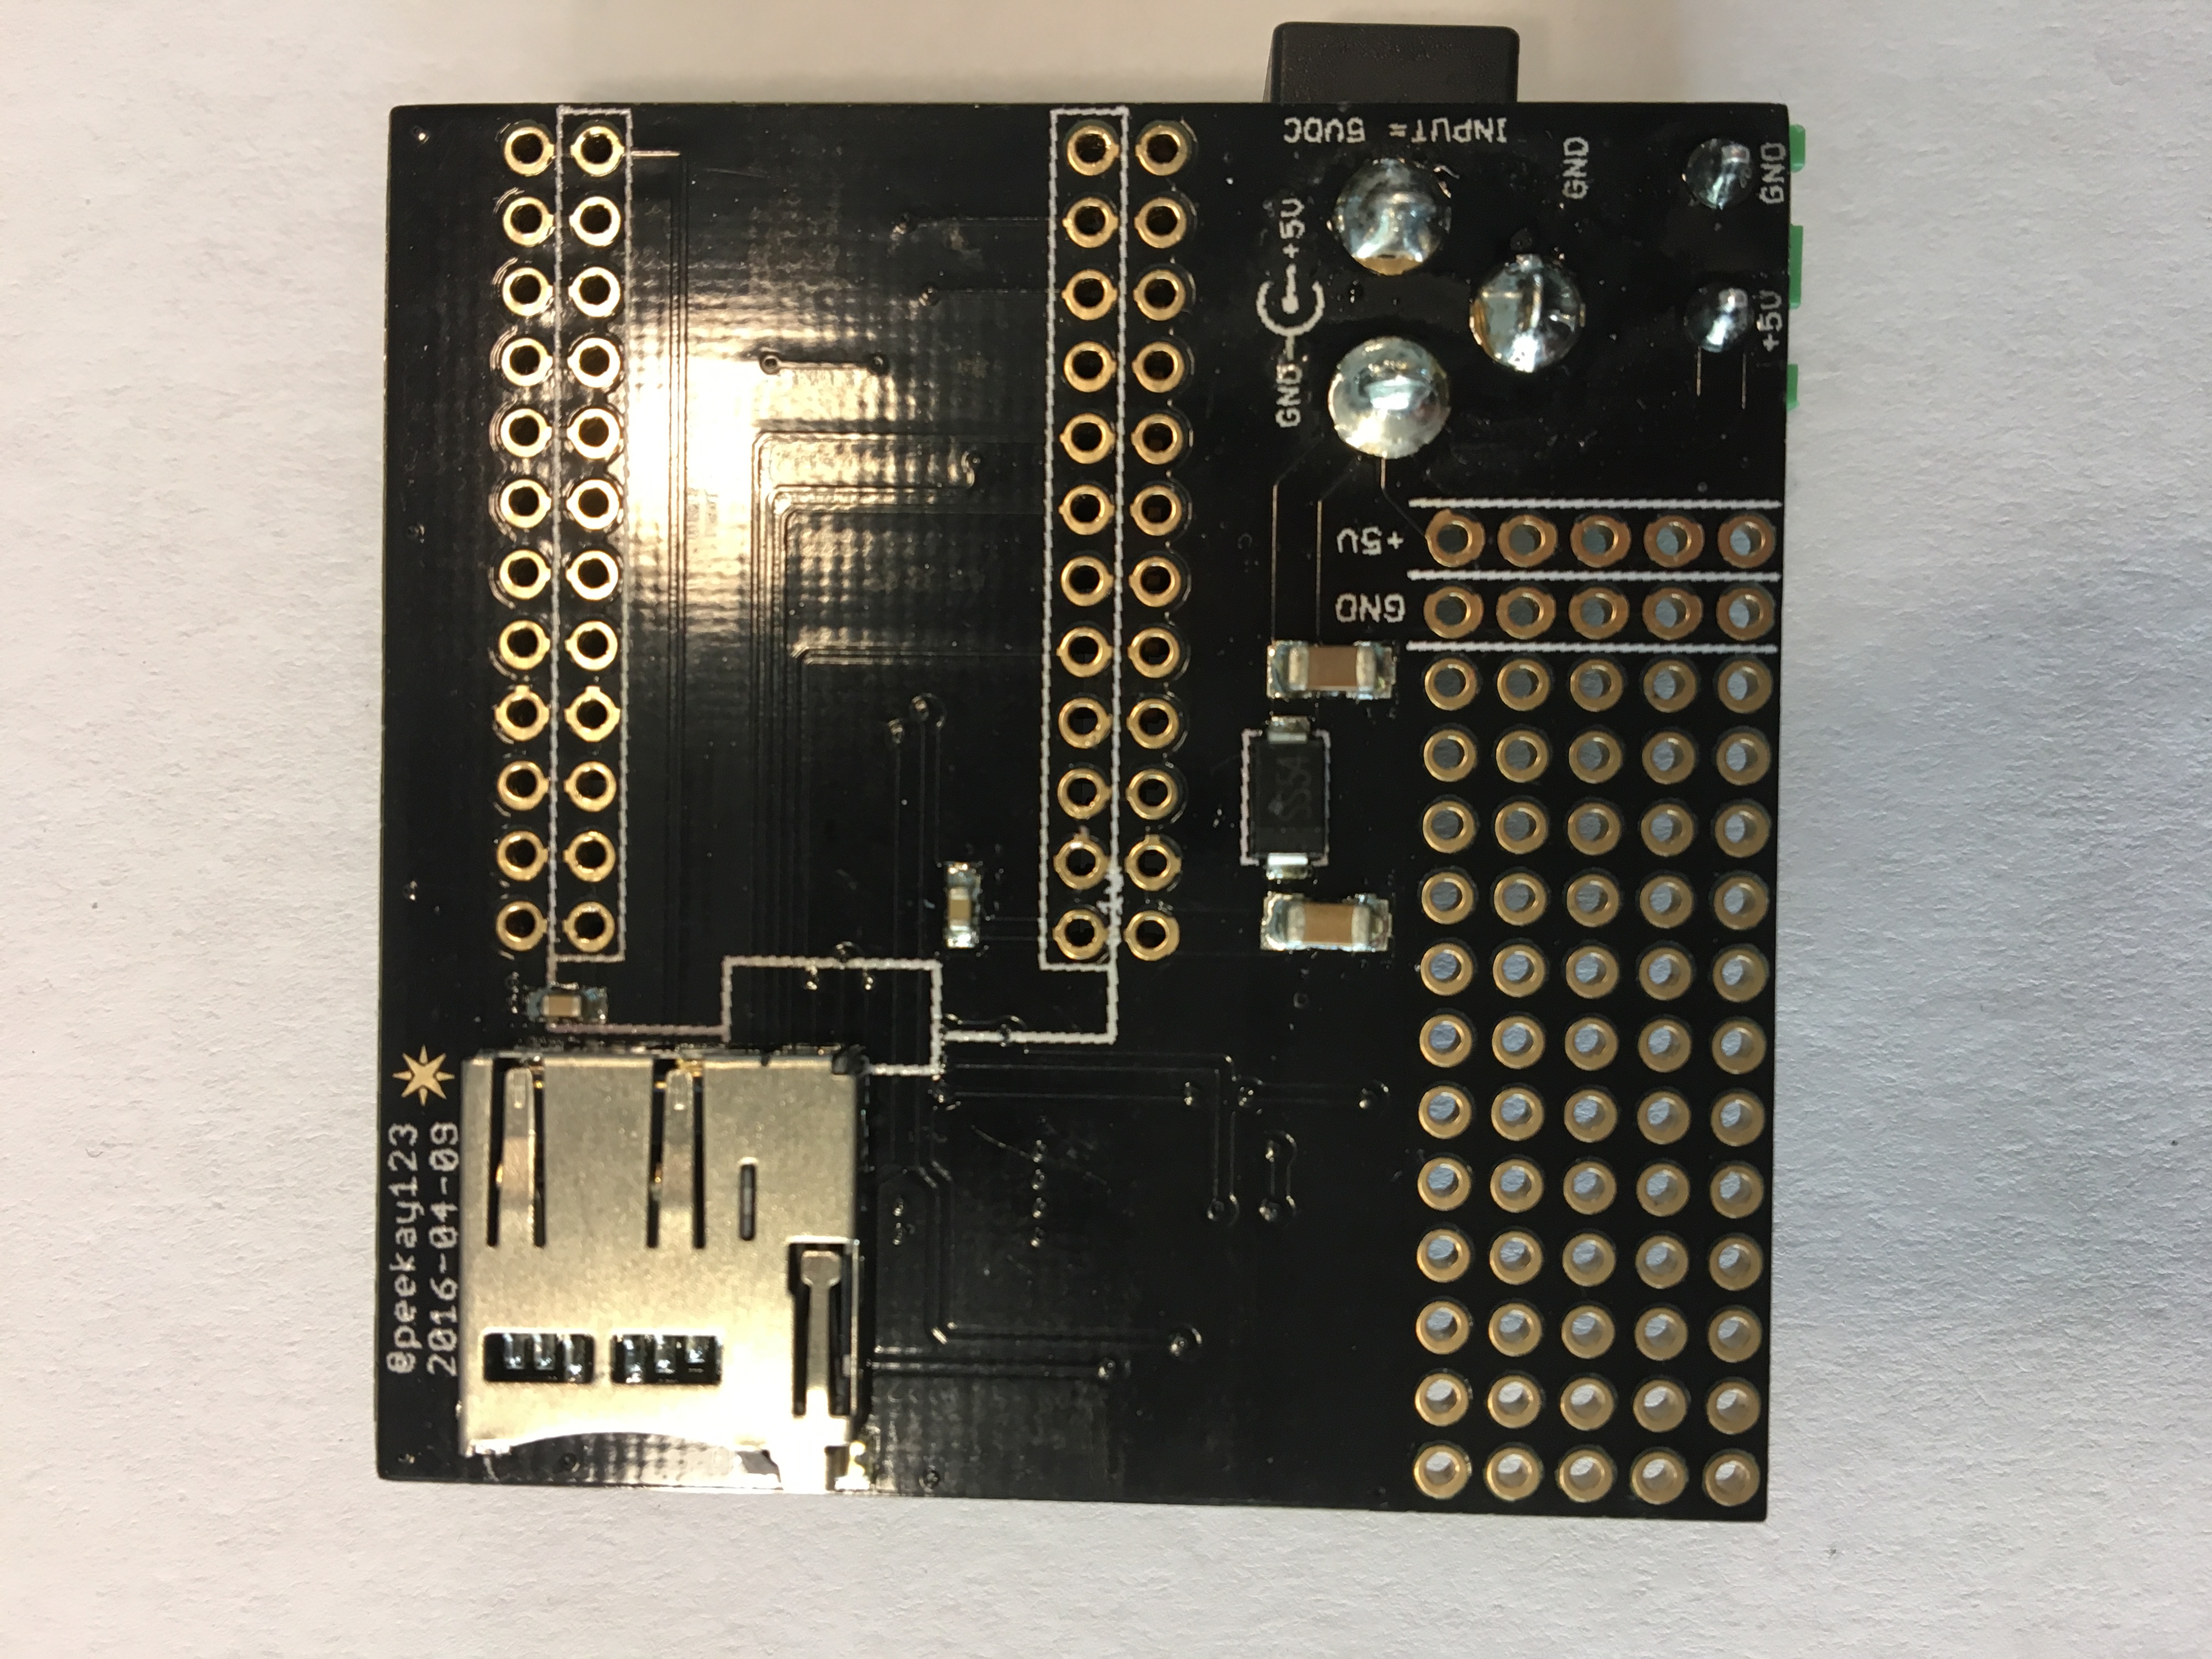 @peekay123
2016-04-09
SS54
GND
+5V
GND
+5V
INPUT= 5VDC
GND
+5V
GND